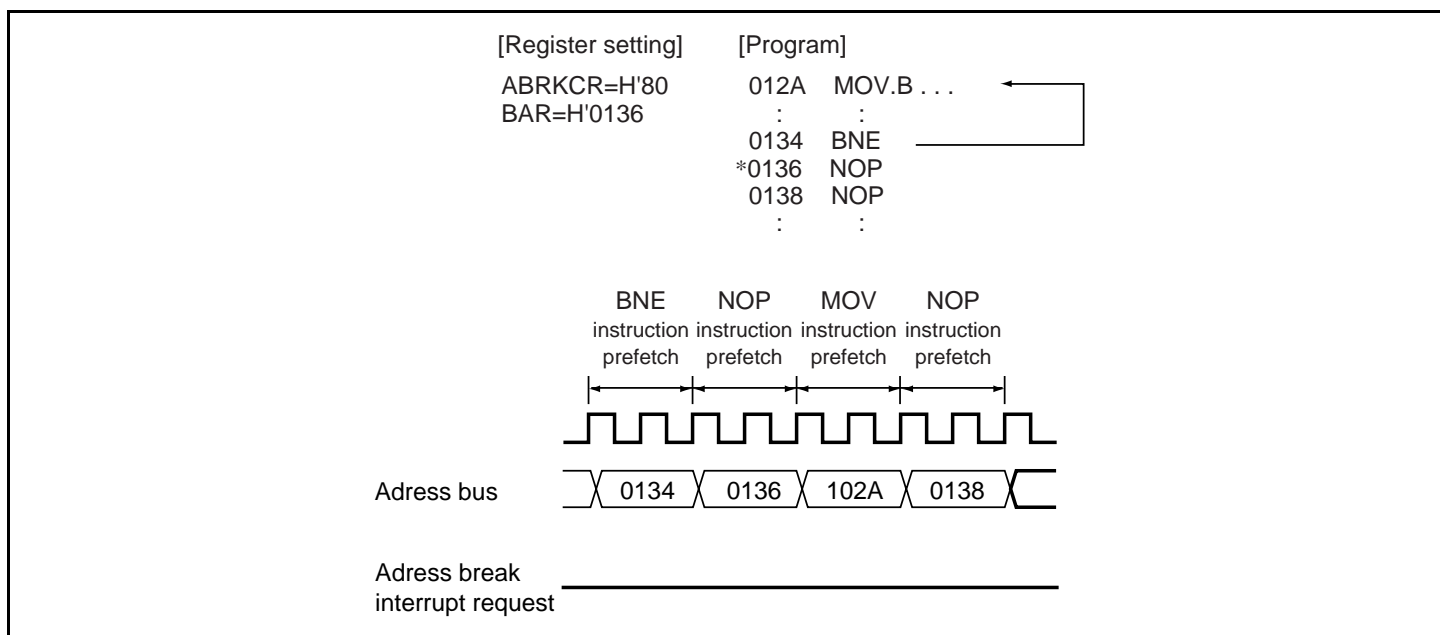 [Register setting] [Program]
ABRKCR=H'80 012A MOV.B . . .
BAR=H'0136 : :
0134 BNE
*0136 NOP
0138 NOP
: :
BNE NOP MOV NOP
instruction instruction instruction instruction
prefetch prefetch prefetch prefetch
Adress bus 0134 0136 102A 0138
Adress break
interrupt request